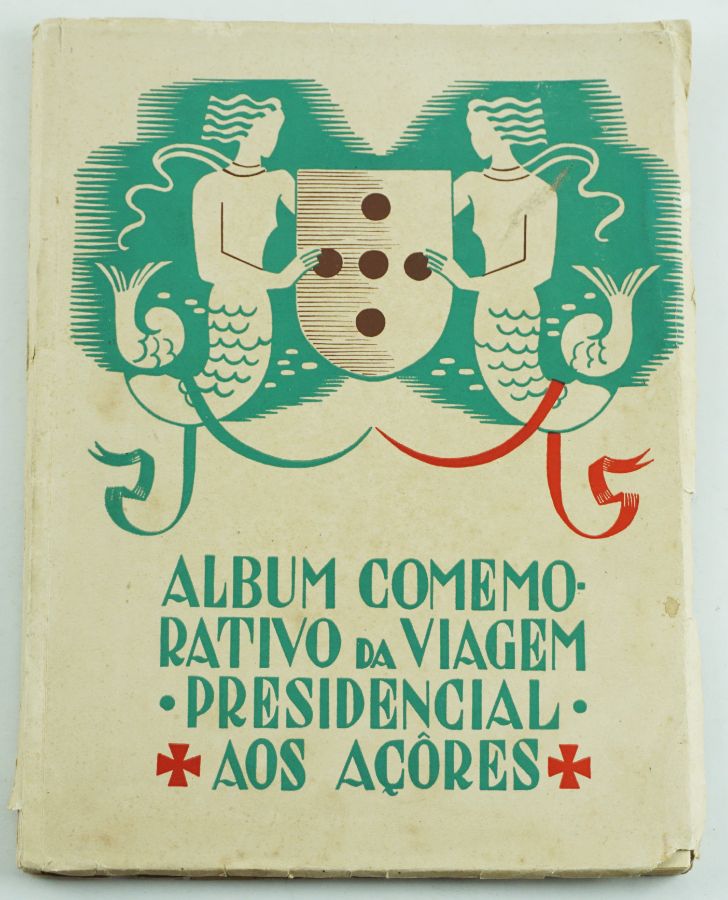 ALBUM COMEMO-
RATIVO DA VIAGEM
• PRESIDENCIAL •
✠ AOS AÇÔRES ✠